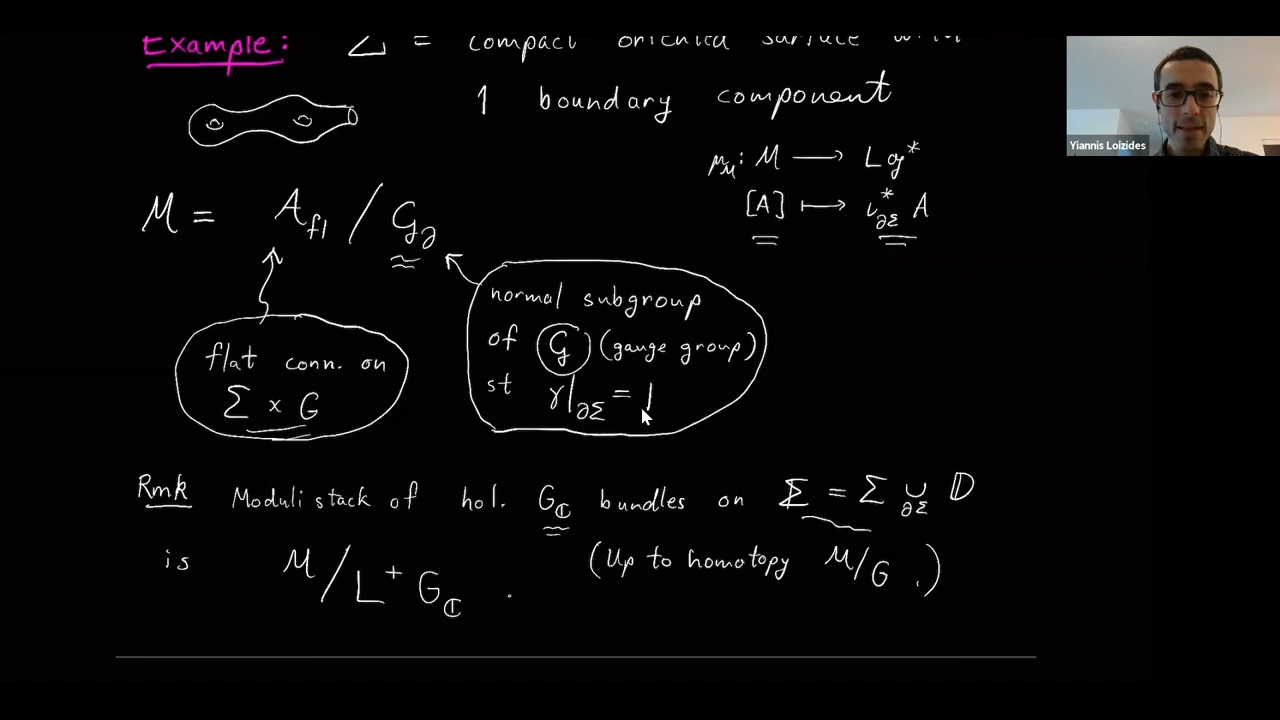 Example: Σ = compact oriented surface with
1 boundary component
μ_M: M ⟶ Lg*
[A] ⟼ ι*_∂Σ A
M = A_fl / G_∂
normal subgroup
of G (gauge group)
st γ|_∂Σ = 1
flat conn. on
Σ × G
Rmk Moduli stack of hol. G_ℂ bundles on Σ = Σ ∪_∂Σ 𝔻
is M / L⁺ G_ℂ . (Up to homotopy M/G .)
Yiannis Loizides